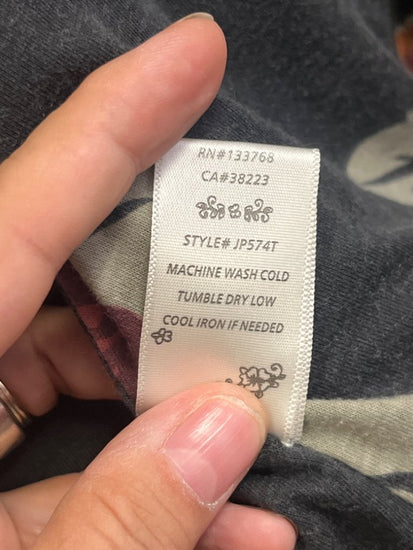 RN#133768
CA#38223
STYLE# JP574T
MACHINE WASH COLD
TUMBLE DRY LOW
COOL IRON IF NEEDED